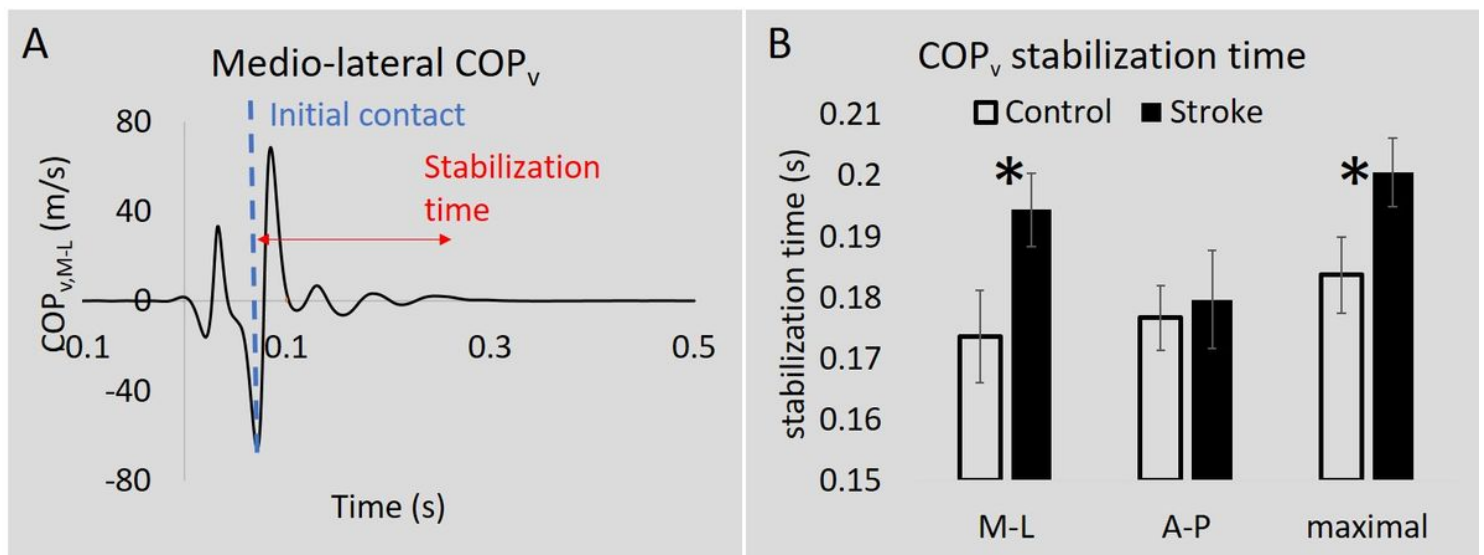 A
Medio-lateral COPv
Initial contact
Stabilization
time
COPv,M-L (m/s)
80
40
0
-40
-80
-0.1
0.1
0.3
0.5
Time (s)
B
COPv stabilization time
Control
Stroke
stabilization time (s)
0.21
0.2
0.19
0.18
0.17
0.16
0.15
*
*
M-L
A-P
maximal